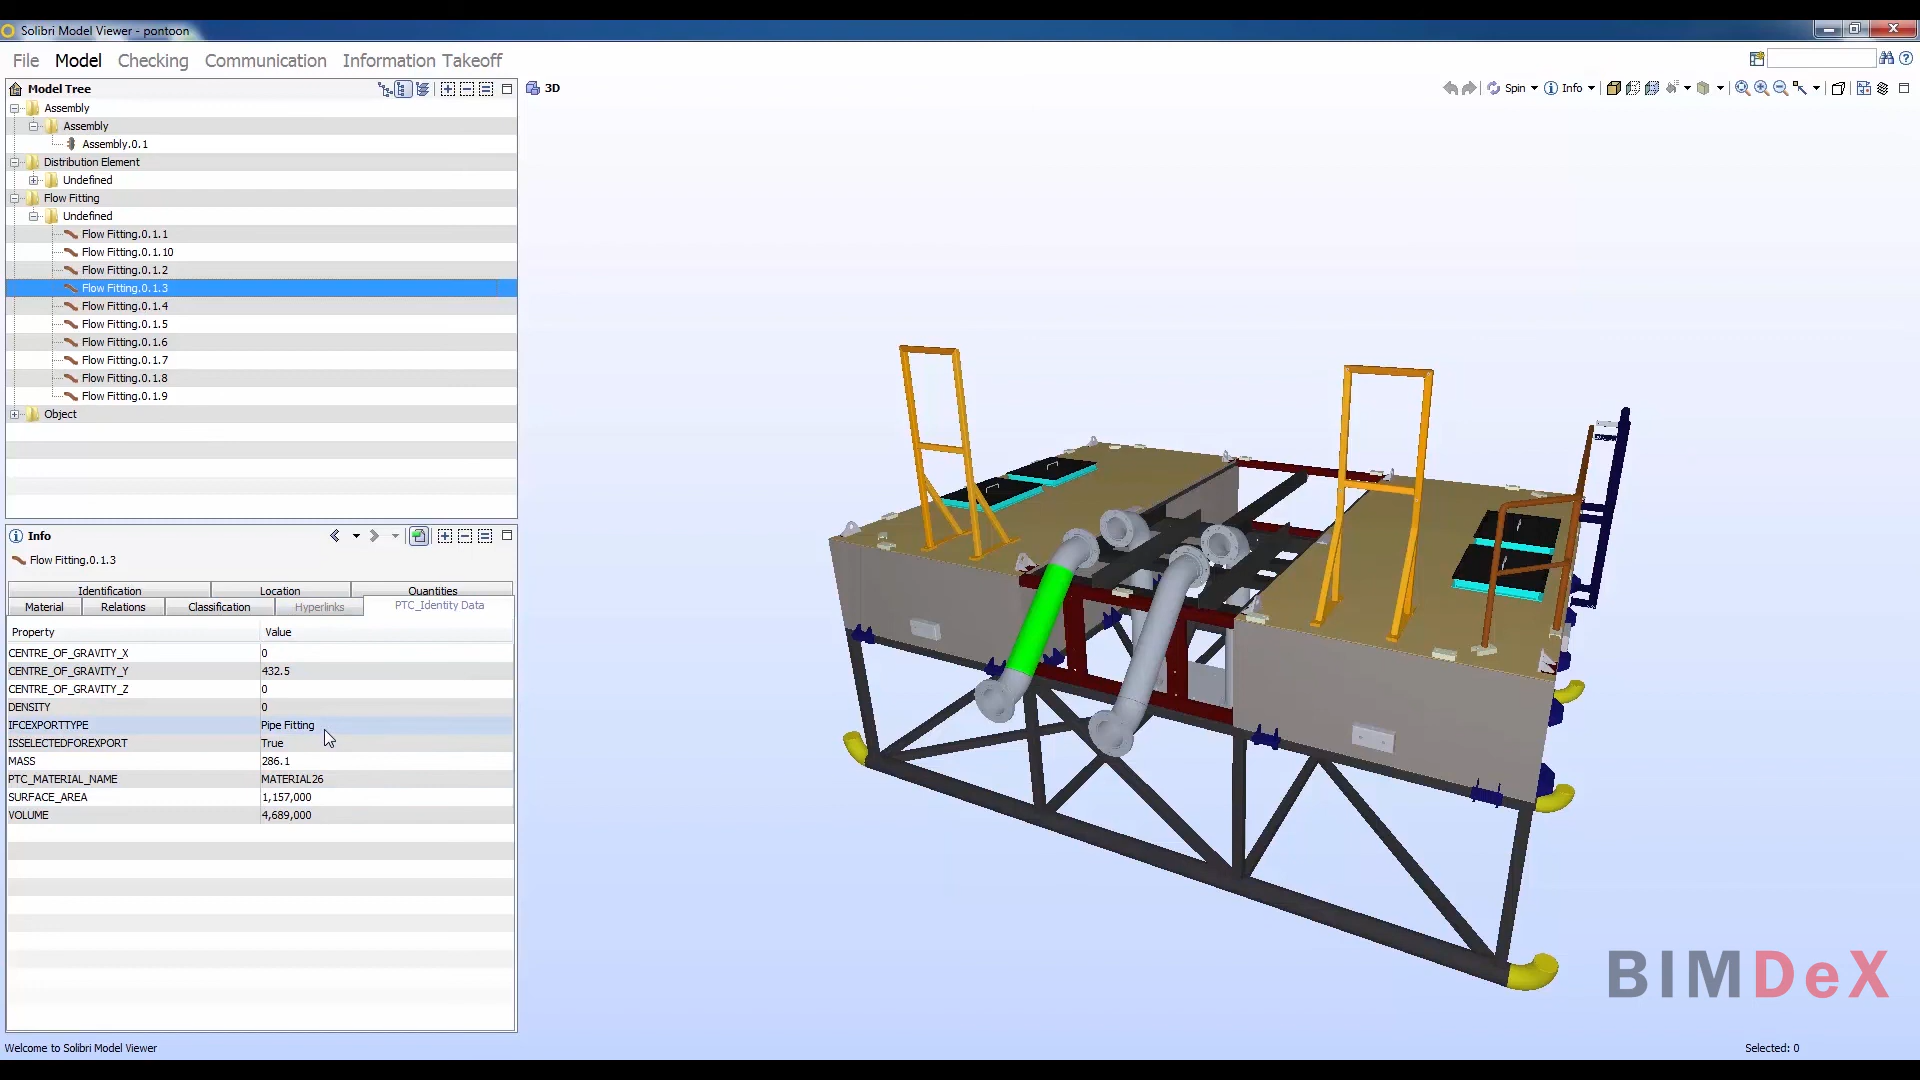 Solibri Model Viewer - pontoon
File Model Checking Communication Information Takeoff
Model Tree
3D
Spin
Info
Assembly
Assembly
Assembly.0.1
Distribution Element
Undefined
Flow Fitting
Undefined
Flow Fitting.0.1.1
Flow Fitting.0.1.10
Flow Fitting.0.1.2
Flow Fitting.0.1.3
Flow Fitting.0.1.4
Flow Fitting.0.1.5
Flow Fitting.0.1.6
Flow Fitting.0.1.7
Flow Fitting.0.1.8
Flow Fitting.0.1.9
Object
Info
Flow Fitting.0.1.3
Identification Location Quantities
Material Relations Classification Hyperlinks PTC_Identity Data
Property Value
CENTRE_OF_GRAVITY_X 0
CENTRE_OF_GRAVITY_Y 432.5
CENTRE_OF_GRAVITY_Z 0
DENSITY 0
IFCEXPORTTYPE Pipe Fitting
ISSELECTEDFOREXPORT True
MASS 286.1
PTC_MATERIAL_NAME MATERIAL26
SURFACE_AREA 1,157,000
VOLUME 4,689,000
BIMDeX
Welcome to Solibri Model Viewer
Selected: 0